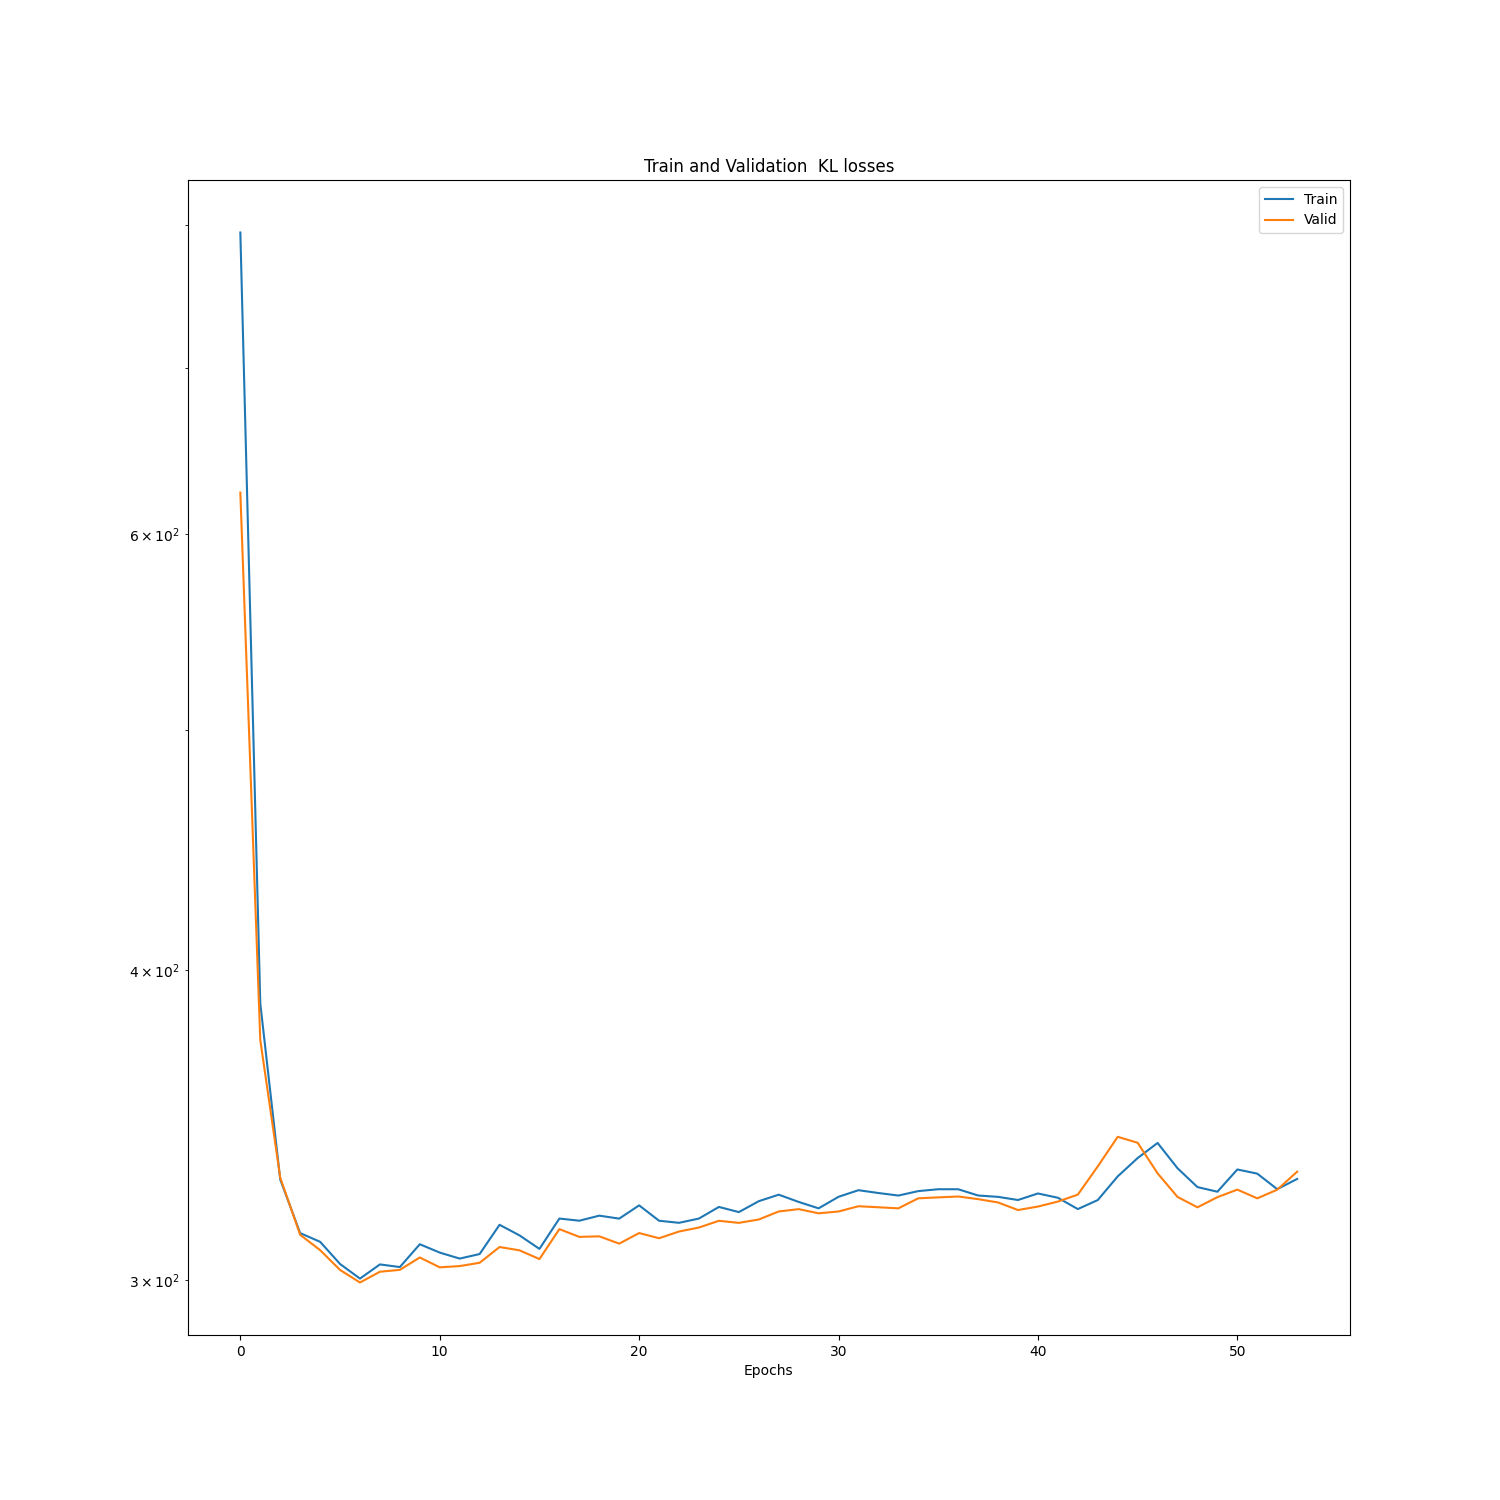 Train and Validation  KL losses
Train
Valid
6 × 10²
4 × 10²
3 × 10²
0 10 20 30 40 50
Epochs